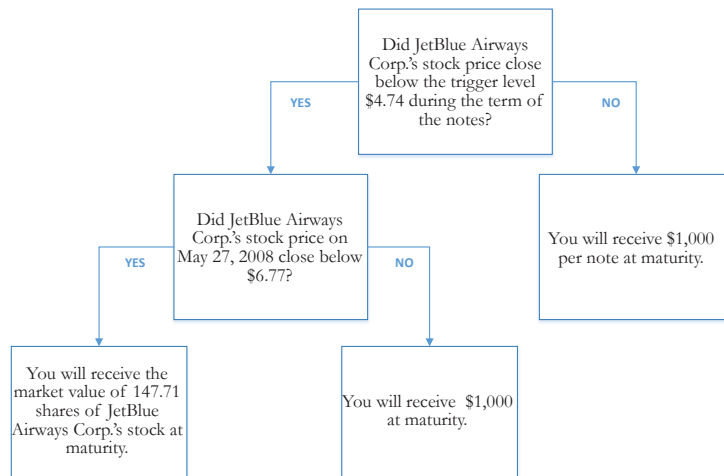 Did JetBlue Airways
Corp.'s stock price close
below the trigger level
$4.74 during the term of
the notes?
YES
NO
Did JetBlue Airways
Corp.'s stock price on
May 27, 2008 close below
$6.77?
You will receive $1,000
per note at maturity.
YES
NO
You will receive the
market value of 147.71
shares of JetBlue
Airways Corp.'s stock at
maturity.
You will receive $1,000
at maturity.